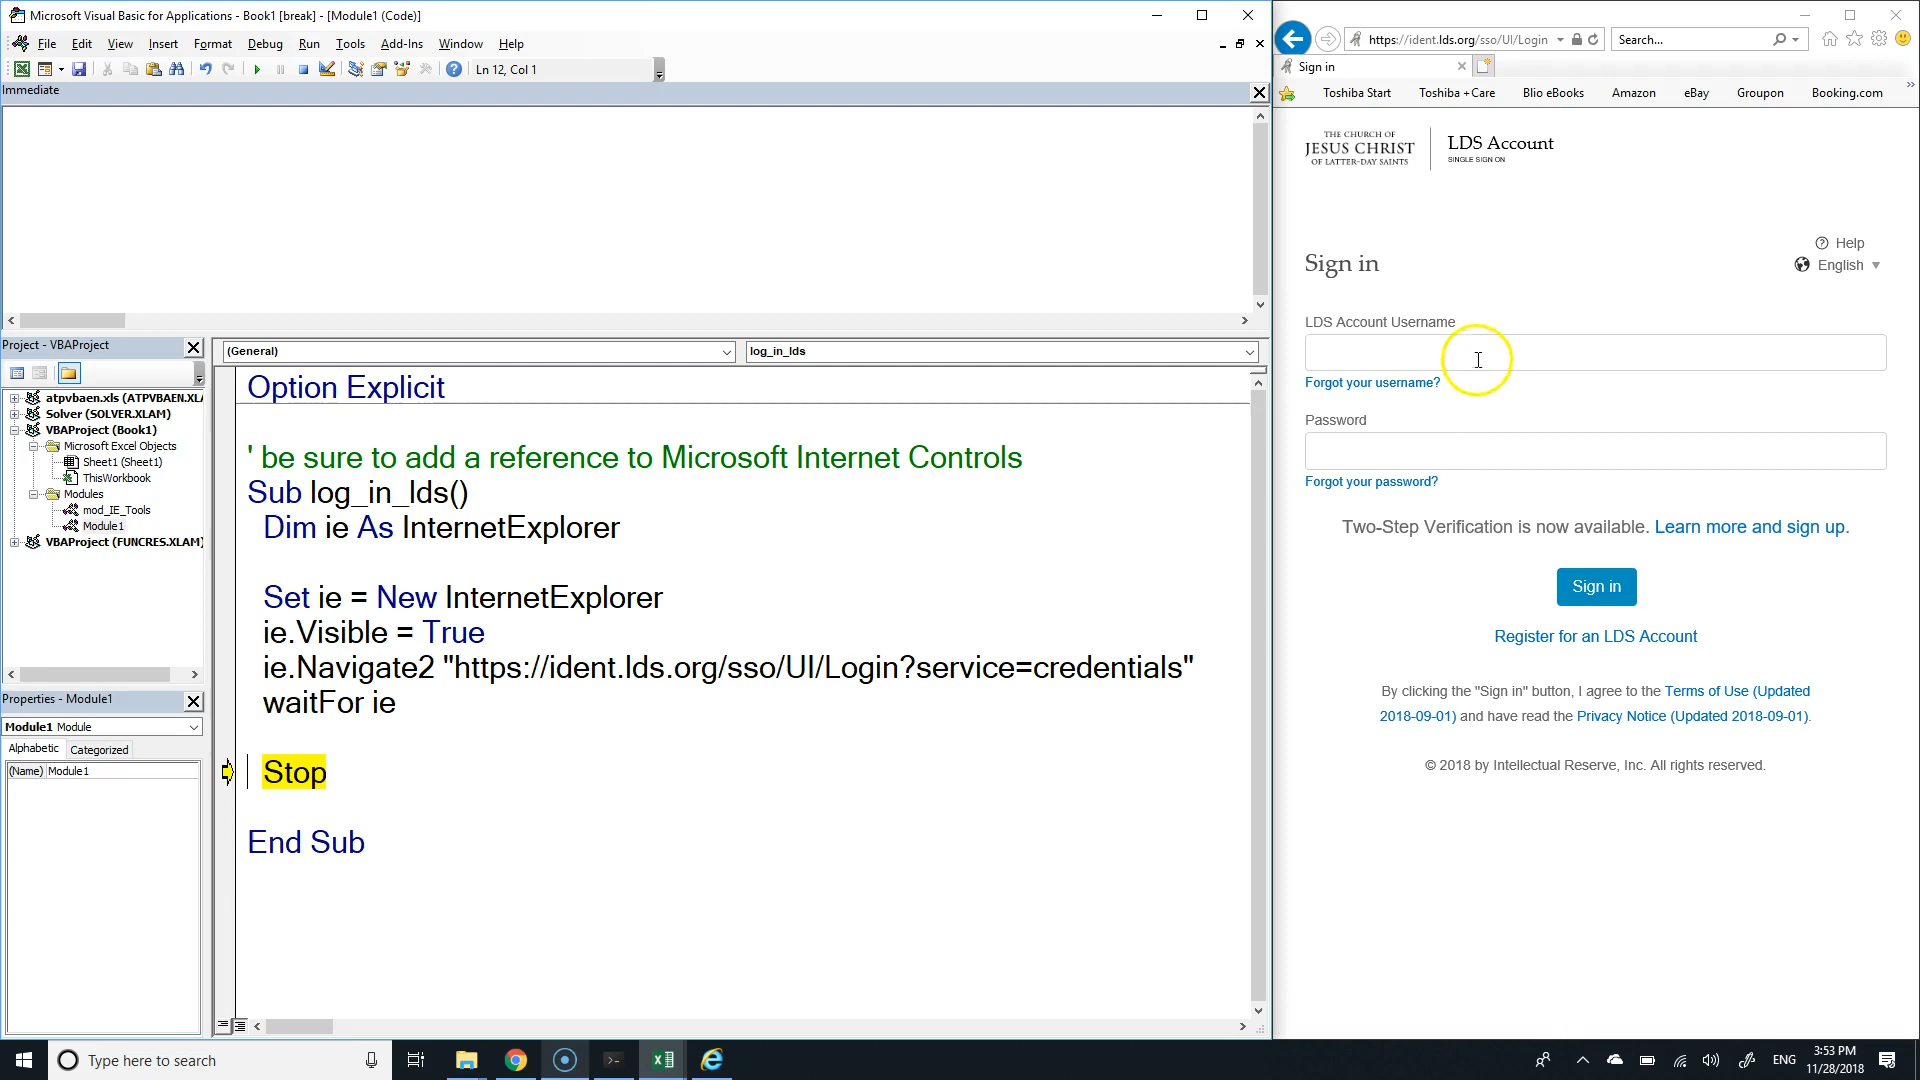 Microsoft Visual Basic for Applications - Book1 [break] - [Module1 (Code)]
File Edit View Insert Format Debug Run Tools Add-Ins Window Help
Ln 12, Col 1
Immediate
Project - VBAProject
atpvbaen.xls (ATPVBAEN.XLA
Solver (SOLVER.XLAM)
VBAProject (Book1)
Microsoft Excel Objects
Sheet1 (Sheet1)
ThisWorkbook
Modules
mod_IE_Tools
Module1
VBAProject (FUNCRES.XLAM)
Properties - Module1
Module1 Module
Alphabetic Categorized
(Name) Module1
(General) log_in_lds
Option Explicit
' be sure to add a reference to Microsoft Internet Controls
Sub log_in_lds()
Dim ie As InternetExplorer
Set ie = New InternetExplorer
ie.Visible = True
ie.Navigate2 "https://ident.lds.org/sso/UI/Login?service=credentials"
waitFor ie
Stop
End Sub
https://ident.lds.org/sso/UI/Login Search...
Sign in
Toshiba Start Toshiba +Care Blio eBooks Amazon eBay Groupon Booking.com
THE CHURCH OF
JESUS CHRIST
OF LATTER-DAY SAINTS
LDS Account
SINGLE SIGN ON
Help
Sign in
English
LDS Account Username
Forgot your username?
Password
Forgot your password?
Two-Step Verification is now available. Learn more and sign up.
Sign in
Register for an LDS Account
By clicking the "Sign in" button, I agree to the Terms of Use (Updated
2018-09-01) and have read the Privacy Notice (Updated 2018-09-01).
© 2018 by Intellectual Reserve, Inc. All rights reserved.
Type here to search
ENG
3:53 PM
11/28/2018